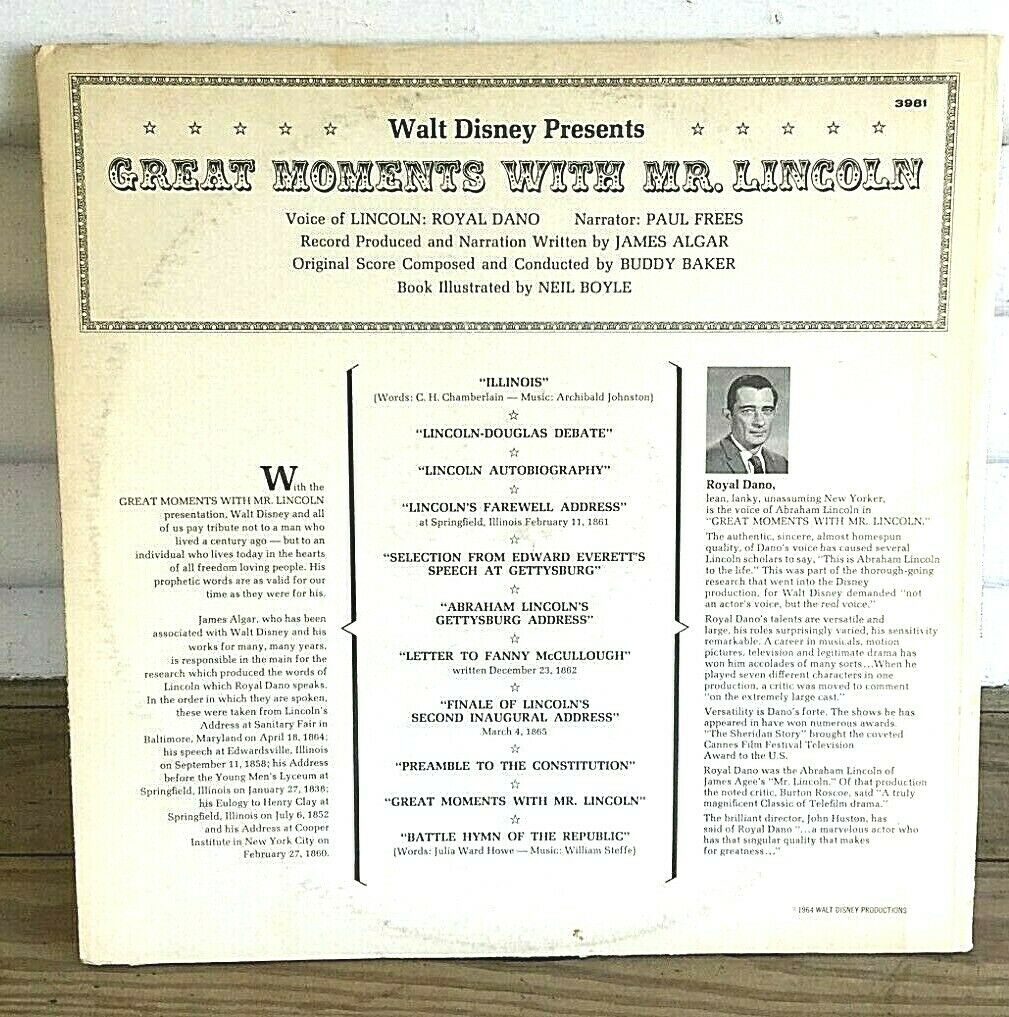 3981
Walt Disney Presents
GREAT MOMENTS WITH MR. LINCOLN
Voice of LINCOLN: ROYAL DANO Narrator: PAUL FREES
Record Produced and Narration Written by JAMES ALGAR
Original Score Composed and Conducted by BUDDY BAKER
Book Illustrated by NEIL BOYLE
With the
GREAT MOMENTS WITH MR. LINCOLN
presentation, Walt Disney and all
of us pay tribute not to a man who
lived a century ago — but to an
individual who lives today in the hearts
of all freedom loving people. His
prophetic words are as valid for our
time as they were for his.
James Algar, who has been
associated with Walt Disney and his
works for many, many years,
is responsible in the main for the
research which produced the words of
Lincoln which Royal Dano speaks.
In the order in which they are spoken,
these were taken from Lincoln's
Address at Sanitary Fair in
Baltimore, Maryland on April 18, 1864;
his speech at Edwardsville, Illinois
on September 11, 1858; his Address
before the Young Men's Lyceum at
Springfield, Illinois on January 27, 1838;
his Eulogy to Henry Clay at
Springfield, Illinois on July 6, 1852
and his Address at Cooper
Institute in New York City on
February 27, 1860.
"ILLINOIS"
(Words: C. H. Chamberlain — Music: Archibald Johnston)
"LINCOLN-DOUGLAS DEBATE"
"LINCOLN AUTOBIOGRAPHY"
"LINCOLN'S FAREWELL ADDRESS"
at Springfield, Illinois February 11, 1861
"SELECTION FROM EDWARD EVERETT'S
SPEECH AT GETTYSBURG"
"ABRAHAM LINCOLN'S
GETTYSBURG ADDRESS"
"LETTER TO FANNY McCULLOUGH"
written December 23, 1862
"FINALE OF LINCOLN'S
SECOND INAUGURAL ADDRESS"
March 4, 1865
"PREAMBLE TO THE CONSTITUTION"
"GREAT MOMENTS WITH MR. LINCOLN"
"BATTLE HYMN OF THE REPUBLIC"
(Words: Julia Ward Howe — Music: William Steffe)
Royal Dano,
lean, lanky, unassuming New Yorker,
is the voice of Abraham Lincoln in
"GREAT MOMENTS WITH MR. LINCOLN."
The authentic, sincere, almost homespun
quality, of Dano's voice has caused several
Lincoln scholars to say, "This is Abraham Lincoln
to the life." This was part of the thorough-going
research that went into the Disney
production, for Walt Disney demanded "not
an actor's voice, but the real voice."
Royal Dano's talents are versatile and
large, his roles surprisingly varied, his sensitivity
remarkable. A career in musicals, motion
pictures, television and legitimate drama has
won him accolades of many sorts...When he
played seven different characters in one
production, a critic was moved to comment
"on the extremely large cast."
Versatility is Dano's forte. The shows he has
appeared in have won numerous awards.
"The Sheridan Story" brought the coveted
Cannes Film Festival Television
Award to the U.S.
Royal Dano was the Abraham Lincoln of
James Agee's "Mr. Lincoln." Of that production
the noted critic, Burton Roscoe, said "A truly
magnificent Classic of Telefilm drama."
The brilliant director, John Huston, has
said of Royal Dano "...a marvelous actor who
has that singular quality that makes
for greatness..."
© 1964 WALT DISNEY PRODUCTIONS